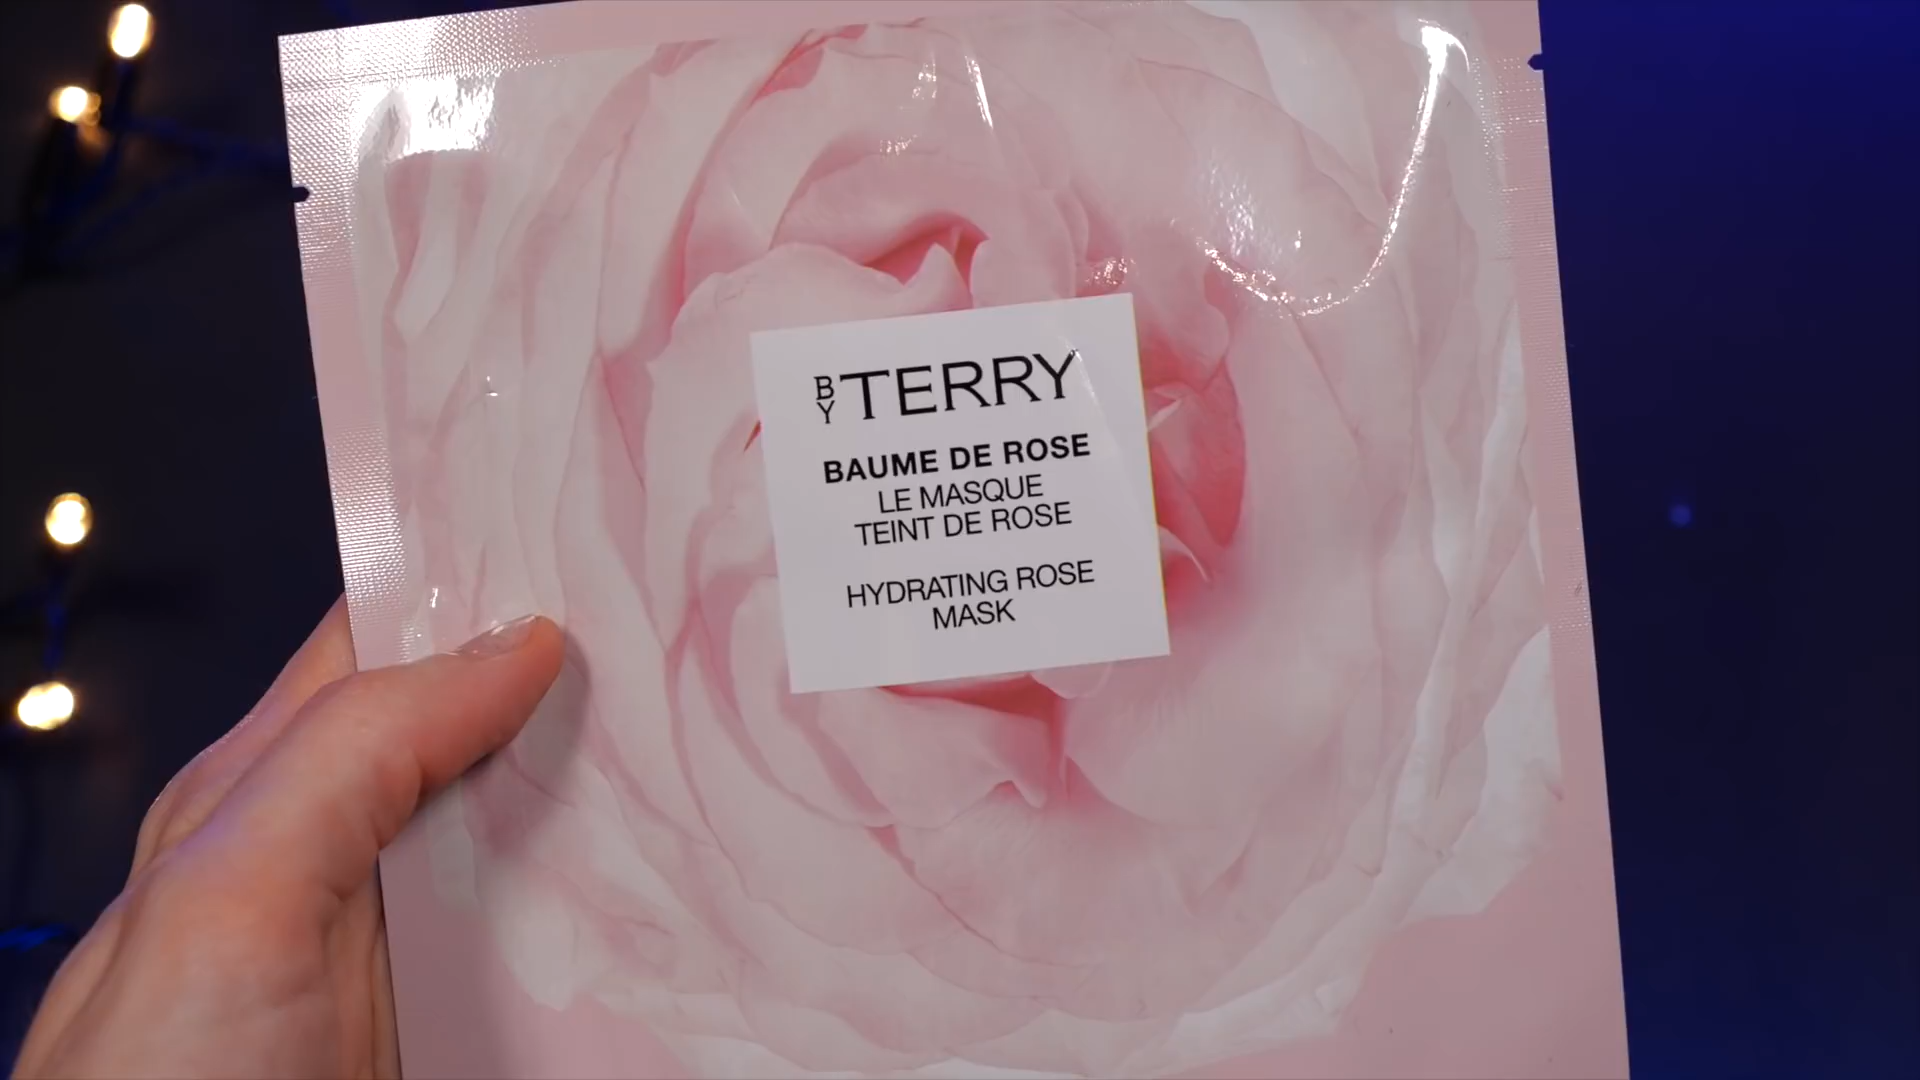 BY TERRY
BAUME DE ROSE
LE MASQUE
TEINT DE ROSE
HYDRATING ROSE
MASK